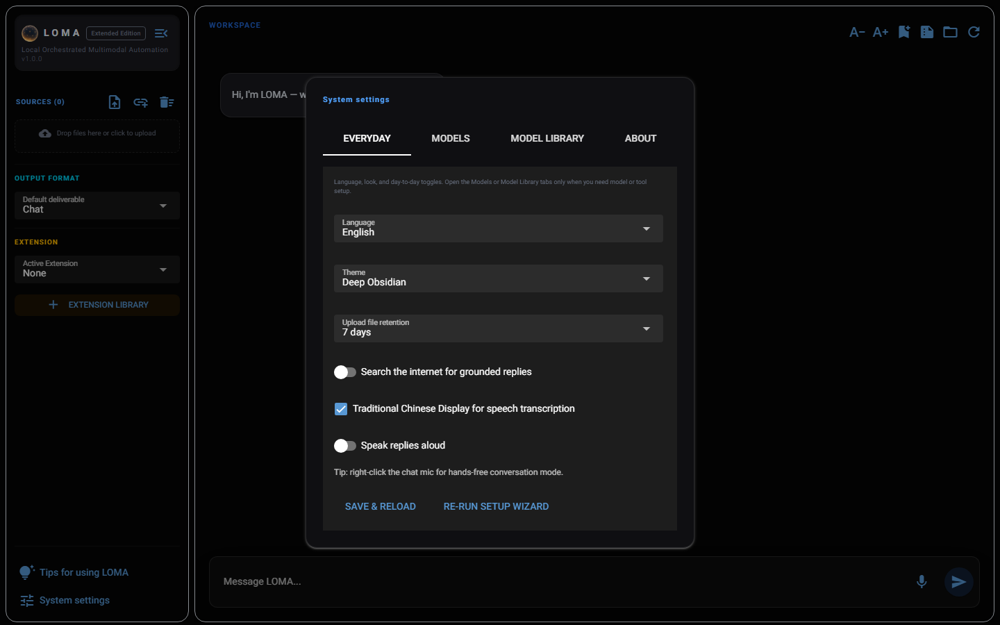 LOMA
Extended Edition
Local Orchestrated Multimodal Automation
v1.0.0
SOURCES (0)
Drop files here or click to upload
OUTPUT FORMAT
Default deliverable
Chat
EXTENSION
Active Extension
None
EXTENSION LIBRARY
Tips for using LOMA
System settings
WORKSPACE
A− A+
Hi, I'm LOMA — w
System settings
EVERYDAY MODELS MODEL LIBRARY ABOUT
Language, look, and day-to-day toggles. Open the Models or Model Library tabs only when you need model or tool
setup.
Language
English
Theme
Deep Obsidian
Upload file retention
7 days
Search the internet for grounded replies
Traditional Chinese Display for speech transcription
Speak replies aloud
Tip: right-click the chat mic for hands-free conversation mode.
SAVE & RELOAD RE-RUN SETUP WIZARD
Message LOMA...